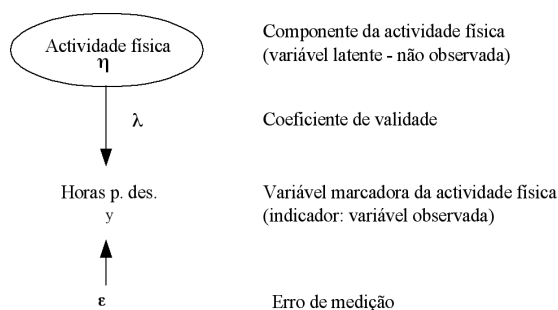 Actividade física
η
Componente da actividade física
(variável latente - não observada)
λ
Coeficiente de validade
Horas p. des.
y
Variável marcadora da actividade física
(indicador: variável observada)
ε
Erro de medição